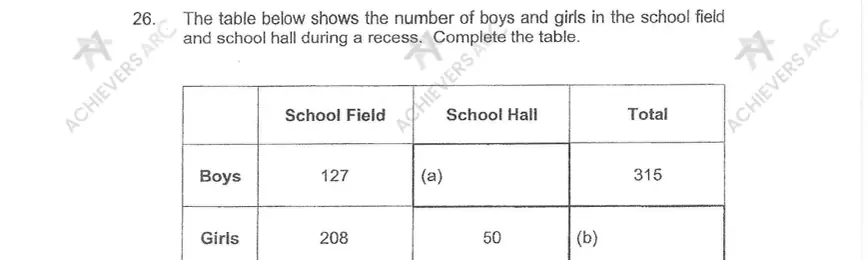 26. The table below shows the number of boys and girls in the school field
and school hall during a recess. Complete the table.
ACHIEVERS ARC
ACHIEVERS ARC
ACHIEVERS ARC
School Field School Hall Total
Boys 127 (a) 315
Girls 208 50 (b)